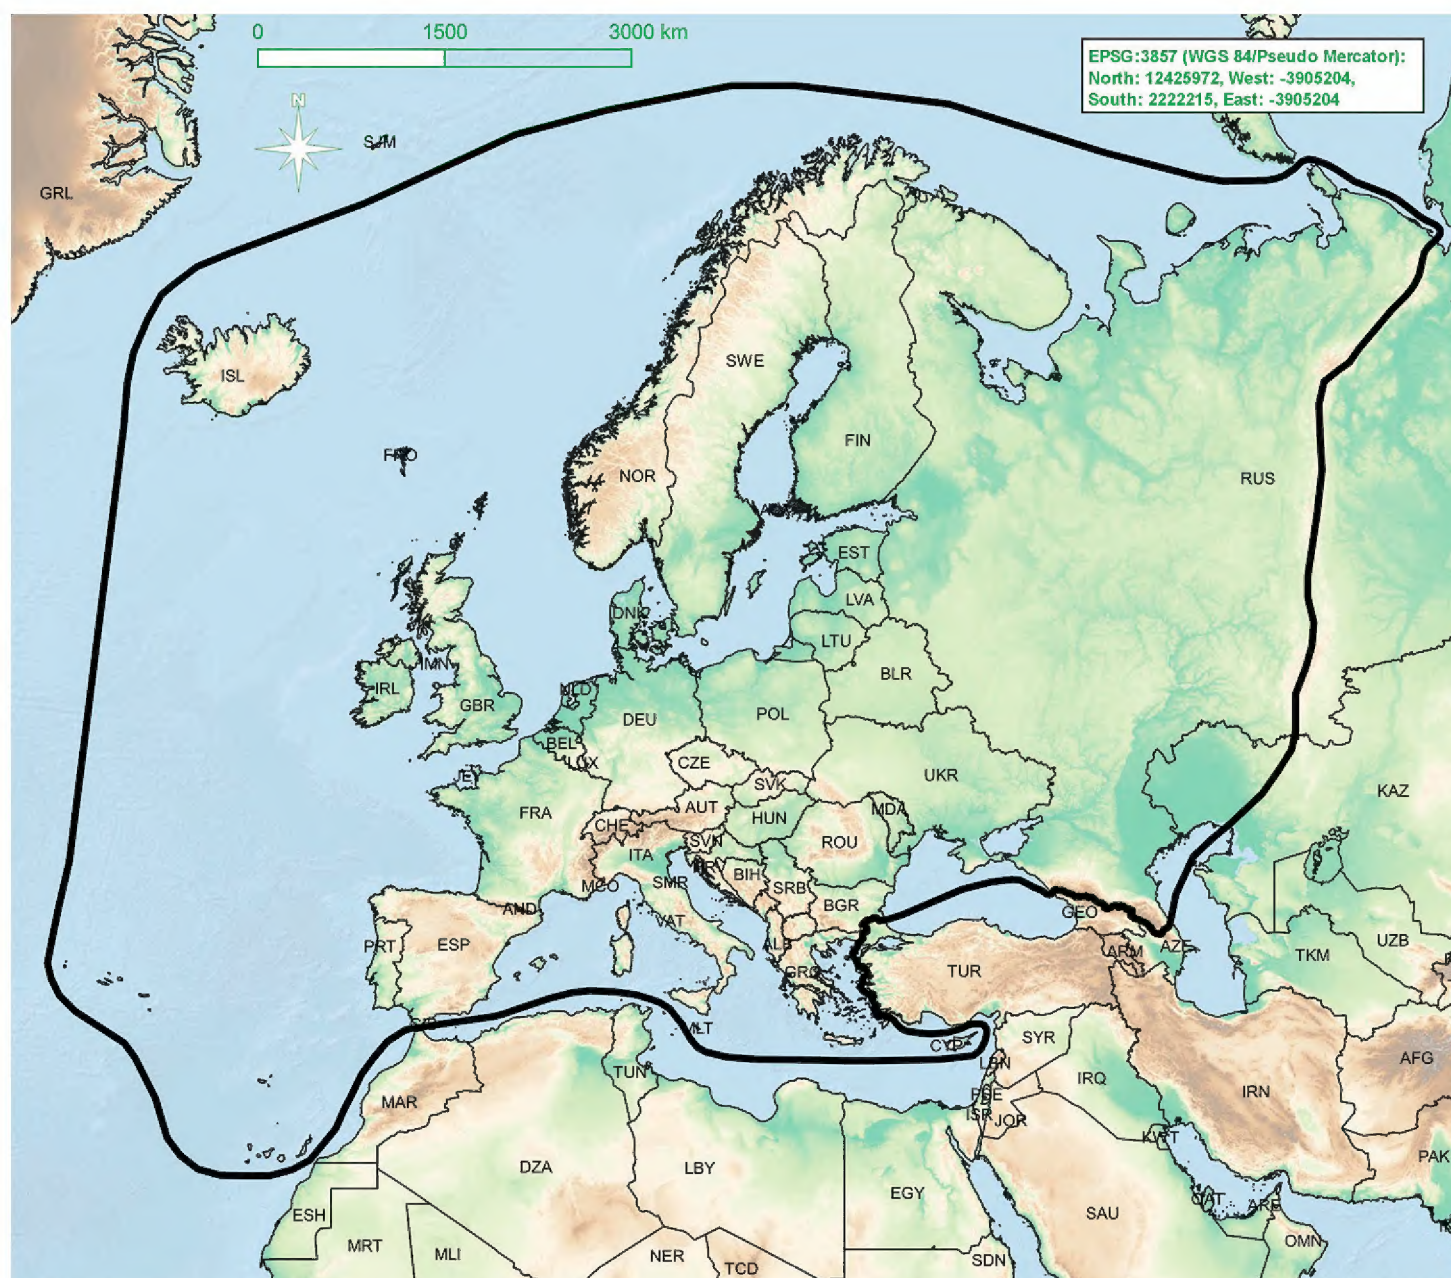 0 1500 3000 km
EPSG:3857 (WGS 84/Pseudo Mercator):
North: 12425972, West: -3905204,
South: 2222215, East: -3905204
N
SJM
GRL
ISL
SWE
FIN
FRO
NOR
RUS
EST
DNK
LVA
LTU
IMN
BLR
IRL
NLD
GBR
DEU
POL
BEL
LUX
CZE
UKR
SVK
KAZ
FRA
AUT
MDA
HUN
CHE
SVN
ROU
ITA
HRV
BIH
MCO
SMR
SRB
BGR
AND
VAT
GEO
PRT
ESP
ALB
UZB
AZE
ARM
TKM
GRC
TUR
MLT
CYP
SYR
AFG
LBN
TUN
IRQ
IRN
PSE
MAR
ISR
JOR
KWT
PAK
DZA
LBY
EGY
QAT
ARE
ESH
SAU
MRT
MLI
NER
TCD
SDN
OMN